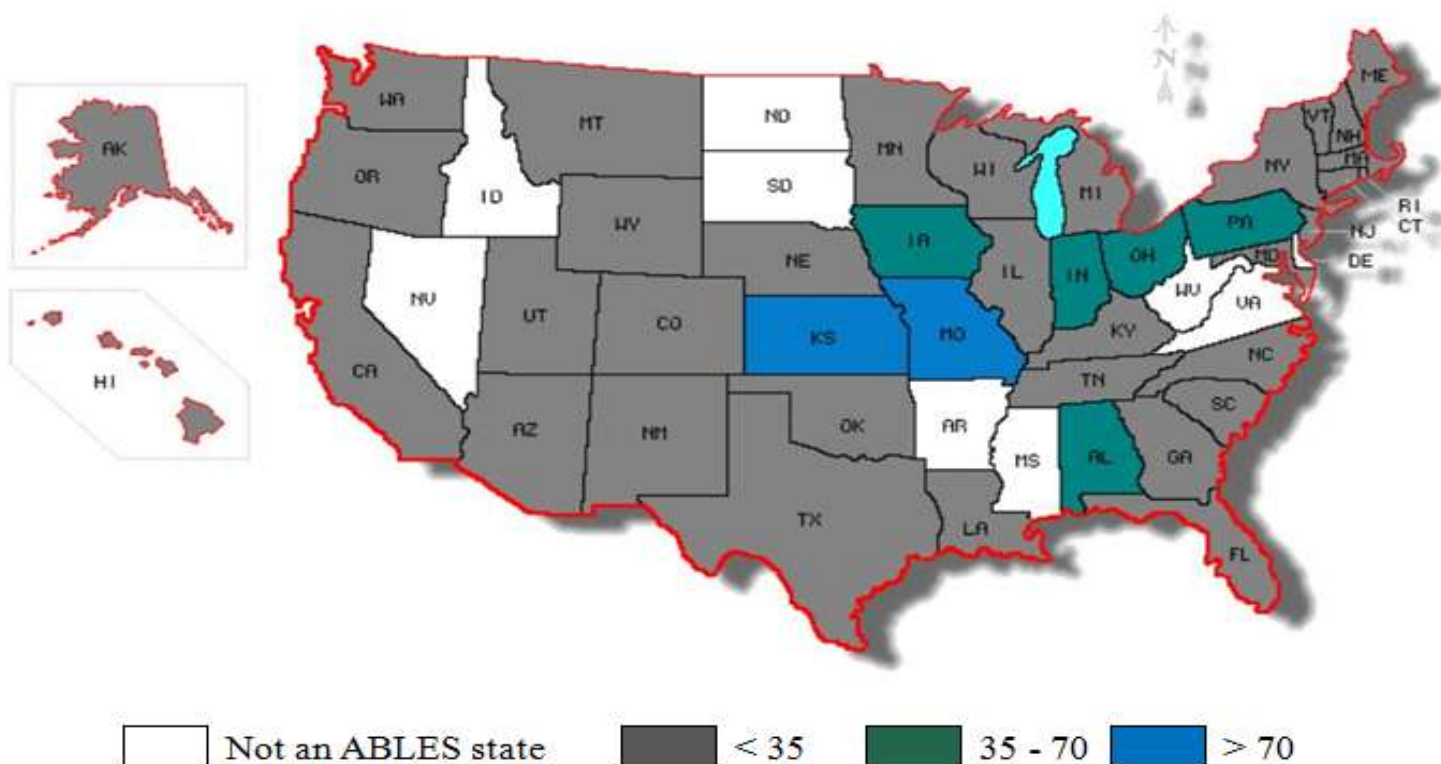 N
N
WA
MT
ND
MN
ME
VT
NH
AK
OR
ID
SD
WI
MI
NY
MA
WY
RI
IA
PA
NJ
CT
NE
IL
IN
OH
MD
DE
NV
UT
CO
KS
MO
WV
VA
KY
CA
HI
NC
TN
AZ
NM
OK
AR
SC
MS
AL
GA
TX
LA
FL
Not an ABLES state
< 35
35 - 70
> 70